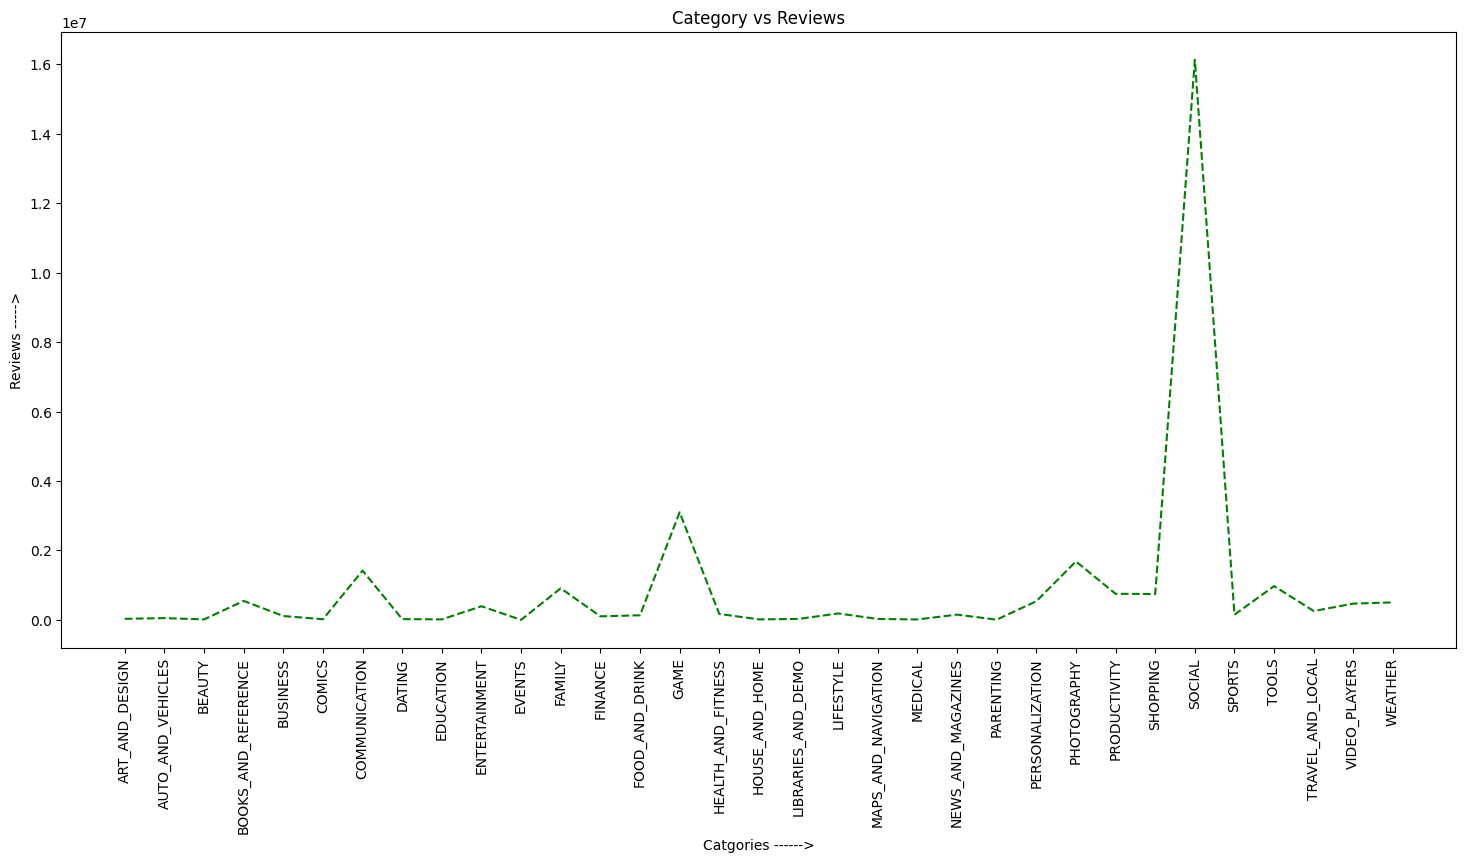 Category vs Reviews
1e7
1.6
1.4
1.2
1.0
0.8
0.6
0.4
0.2
0.0
Reviews ----->
ART_AND_DESIGN
AUTO_AND_VEHICLES
BEAUTY
BOOKS_AND_REFERENCE
BUSINESS
COMICS
COMMUNICATION
DATING
EDUCATION
ENTERTAINMENT
EVENTS
FAMILY
FINANCE
FOOD_AND_DRINK
GAME
HEALTH_AND_FITNESS
HOUSE_AND_HOME
LIBRARIES_AND_DEMO
LIFESTYLE
MAPS_AND_NAVIGATION
MEDICAL
NEWS_AND_MAGAZINES
PARENTING
PERSONALIZATION
PHOTOGRAPHY
PRODUCTIVITY
SHOPPING
SOCIAL
SPORTS
TOOLS
TRAVEL_AND_LOCAL
VIDEO_PLAYERS
WEATHER
Catgories ------>